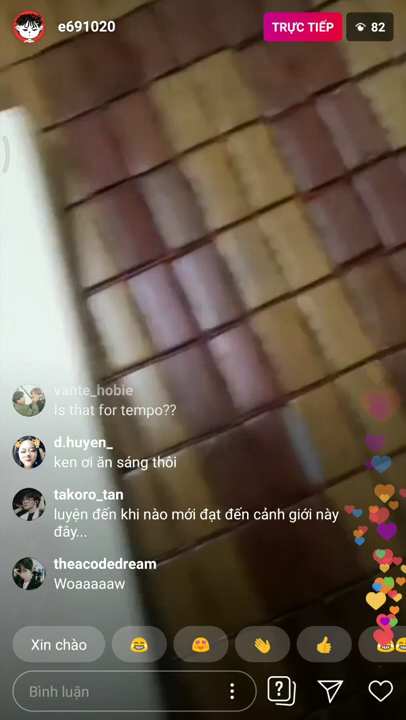 e691020
TRỰC TIẾP
82
vante_hobie
Is that for tempo??
d.huyen_
ken ơi ăn sáng thôi
takoro_tan
luyện đến khi nào mới đạt đến cảnh giới này
đây...
theacodedream
Woaaaaaw
Xin chào
Bình luận